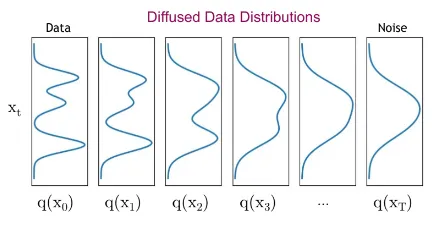 Diffused Data Distributions
Data Noise
x_t
q(x_0) q(x_1) q(x_2) q(x_3) ... q(x_T)